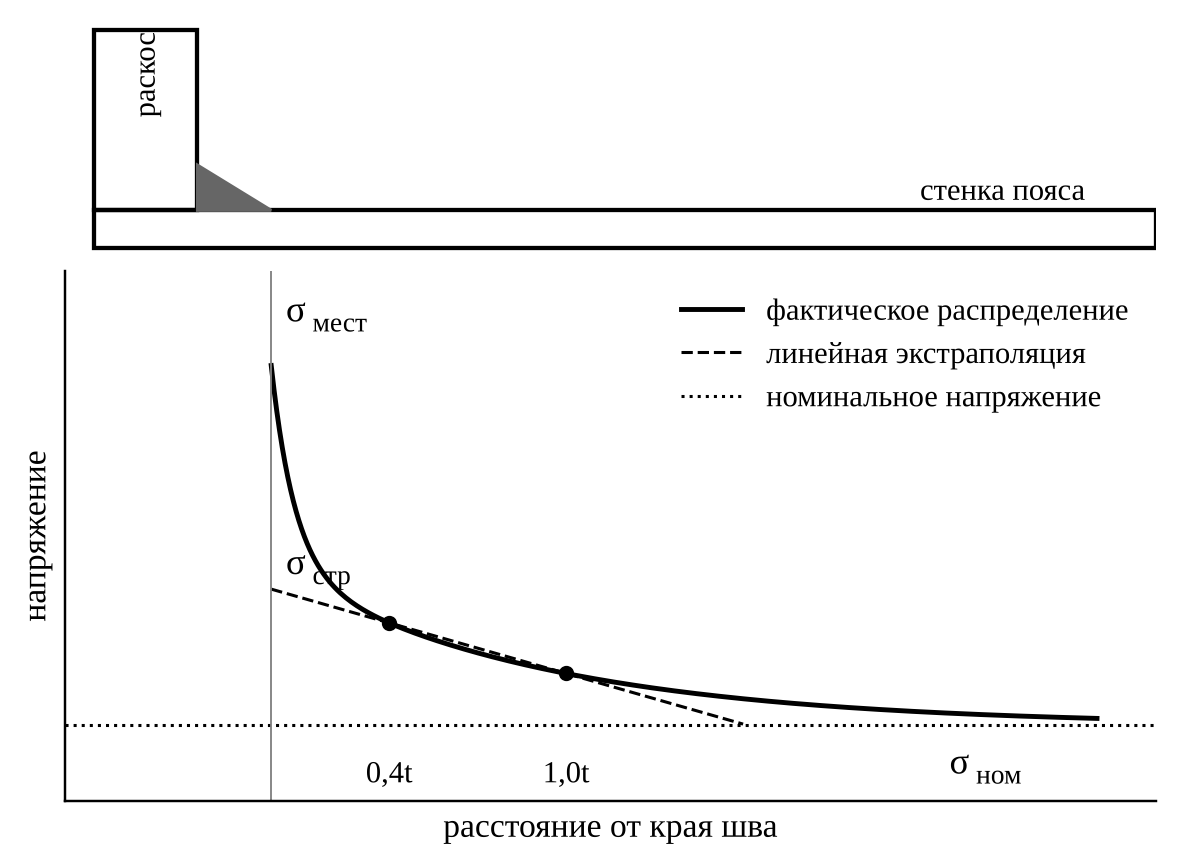 раскос
стенка пояса
σ мест
фактическое распределение
линейная экстраполяция
номинальное напряжение
напряжение
σ стр
0,4t
1,0t
σ ном
расстояние от края шва